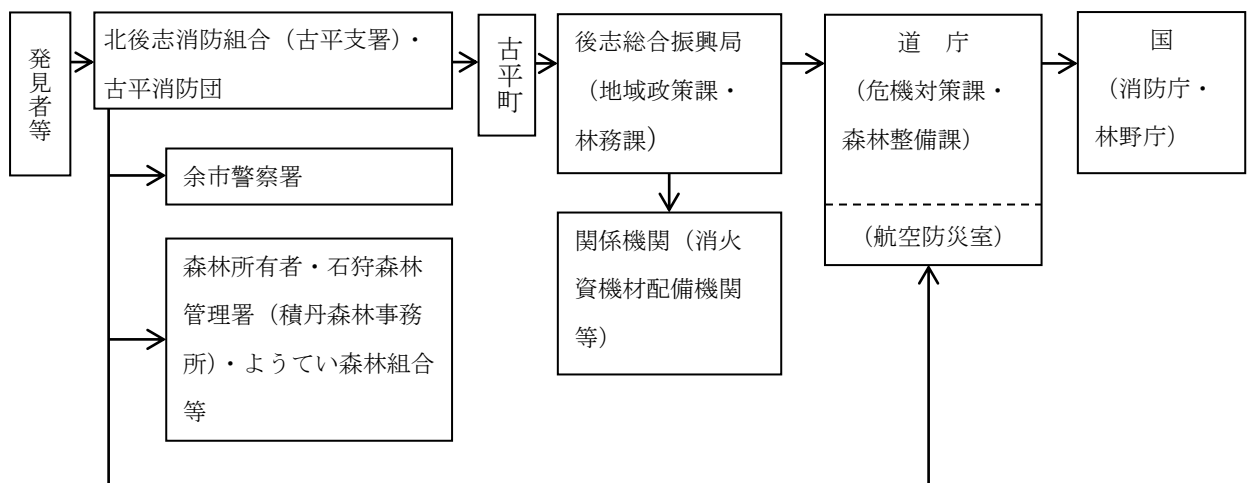 発見者等
北後志消防組合（古平支署）・
古平消防団
古平町
後志総合振興局
（地域政策課・
林務課）
道　庁
（危機対策課・
森林整備課）
（航空防災室）
国
（消防庁・
林野庁）
余市警察署
森林所有者・石狩森林
管理署（積丹森林事務
所）・ようてい森林組合
等
関係機関（消火
資機材配備機関
等）